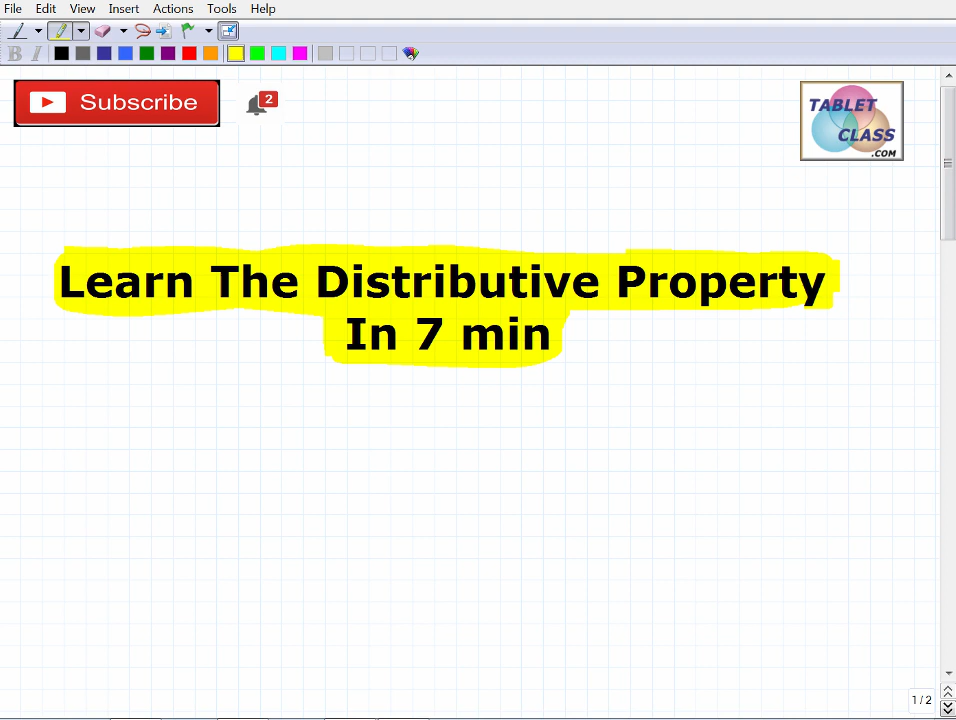 File Edit View Insert Actions Tools Help
B I
Subscribe
2
TABLET
CLASS
.COM
Learn The Distributive Property
In 7 min
1 / 2